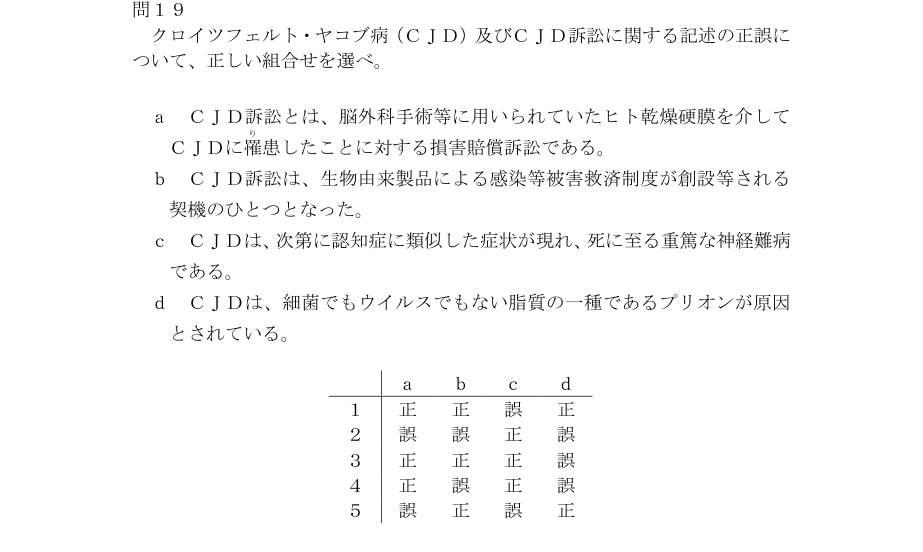 問１９
クロイツフェルト・ヤコブ病（ＣＪＤ）及びＣＪＤ訴訟に関する記述の正誤に
ついて、正しい組合せを選べ。
ａ　ＣＪＤ訴訟とは、脳外科手術等に用いられていたヒト乾燥硬膜を介して
り
ＣＪＤに罹患したことに対する損害賠償訴訟である。
ｂ　ＣＪＤ訴訟は、生物由来製品による感染等被害救済制度が創設等される
契機のひとつとなった。
ｃ　ＣＪＤは、次第に認知症に類似した症状が現れ、死に至る重篤な神経難病
である。
ｄ　ＣＪＤは、細菌でもウイルスでもない脂質の一種であるプリオンが原因
とされている。
ａ　ｂ　ｃ　ｄ
１　正　正　誤　正
２　誤　誤　正　誤
３　正　正　正　誤
４　正　誤　正　誤
５　誤　正　誤　正